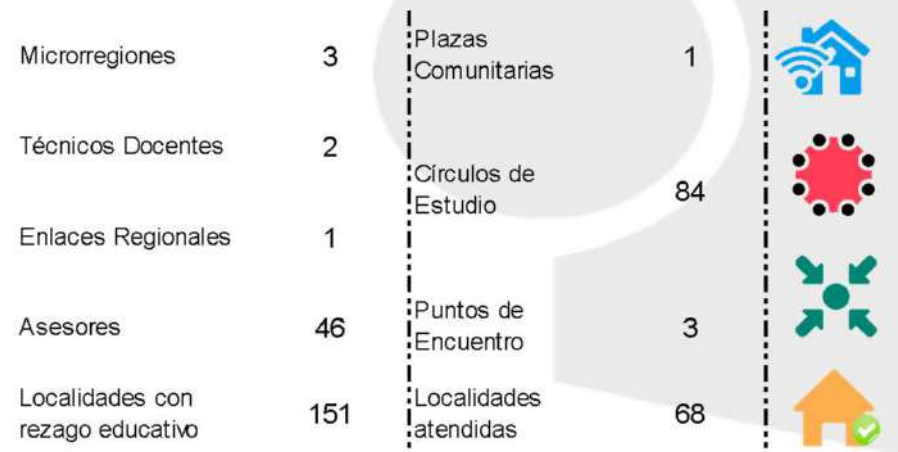 Microrregiones 3
Técnicos Docentes 2
Enlaces Regionales 1
Asesores 46
Localidades con
rezago educativo 151
Plazas
Comunitarias 1
Círculos de
Estudio 84
Puntos de
Encuentro 3
Localidades
atendidas 68